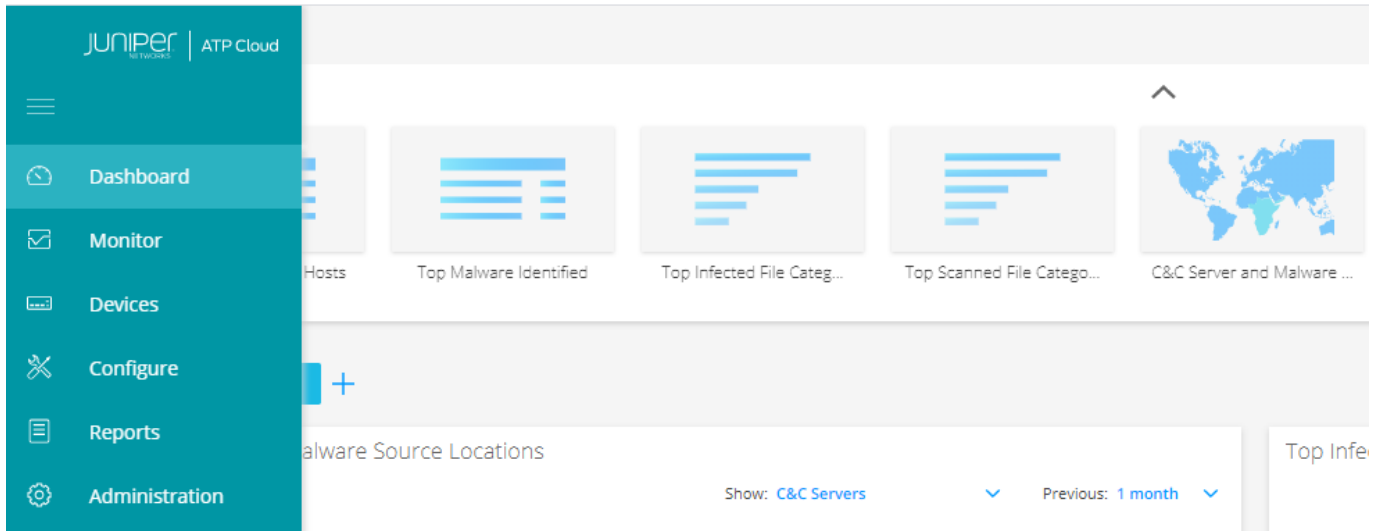 JUNIPER NETWORKS | ATP Cloud
Dashboard
Monitor
Devices
Configure
Reports
Administration
Hosts
Top Malware Identified
Top Infected File Categ...
Top Scanned File Catego...
C&C Server and Malware ...
alware Source Locations
Show: C&C Servers
Previous: 1 month
Top Infe